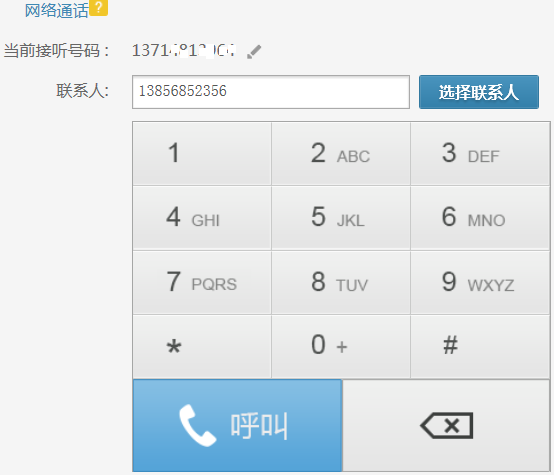 网络通话 ?
当前接听号码：
联系人: 13856852356 选择联系人
1 2 ABC 3 DEF
4 GHI 5 JKL 6 MNO
7 PQRS 8 TUV 9 WXYZ
* 0 + #
呼叫